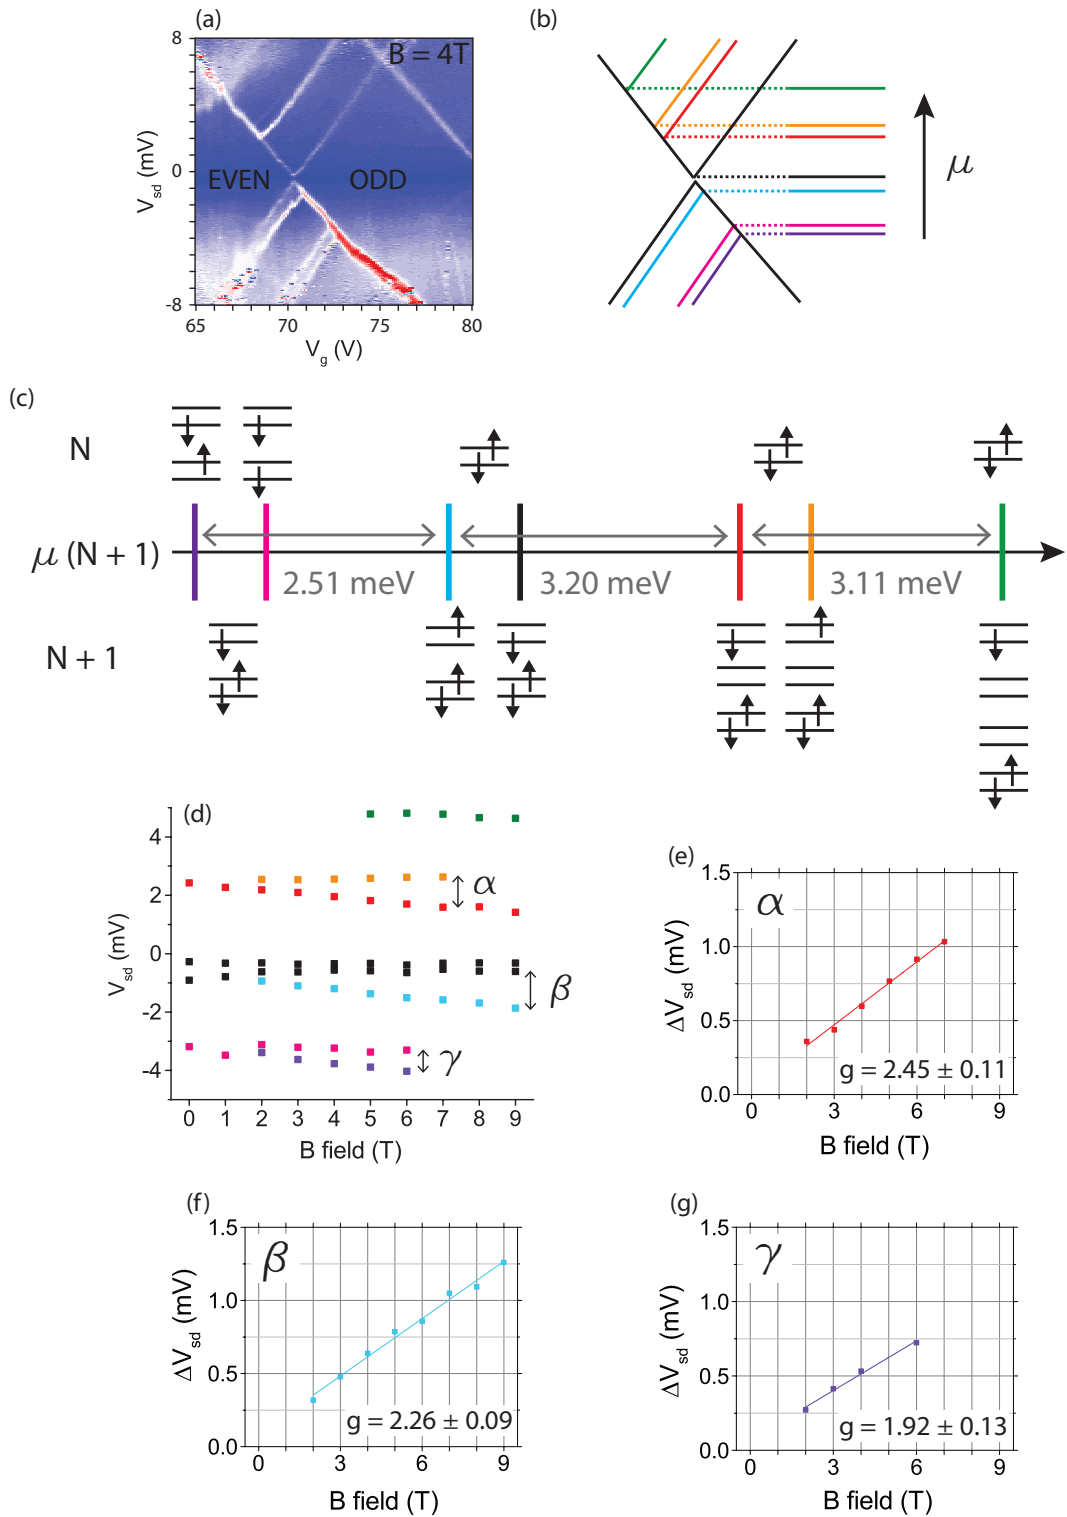 (a)
B = 4T
EVEN
ODD
V_sd (mV)
8
4
0
-4
-8
65
70
75
80
V_g (V)
(b)
μ
(c)
N
μ (N + 1)
2.51 meV
3.20 meV
3.11 meV
N + 1
(d)
V_sd (mV)
4
2
0
-2
-4
0 1 2 3 4 5 6 7 8 9
B field (T)
α
β
γ
(e)
α
ΔV_sd (mV)
1.5
1.0
0.5
0.0
g = 2.45 ± 0.11
0 3 6 9
B field (T)
(f)
β
ΔV_sd (mV)
1.5
1.0
0.5
0.0
g = 2.26 ± 0.09
0 3 6 9
B field (T)
(g)
γ
ΔV_sd (mV)
1.5
1.0
0.5
0.0
g = 1.92 ± 0.13
0 3 6 9
B field (T)